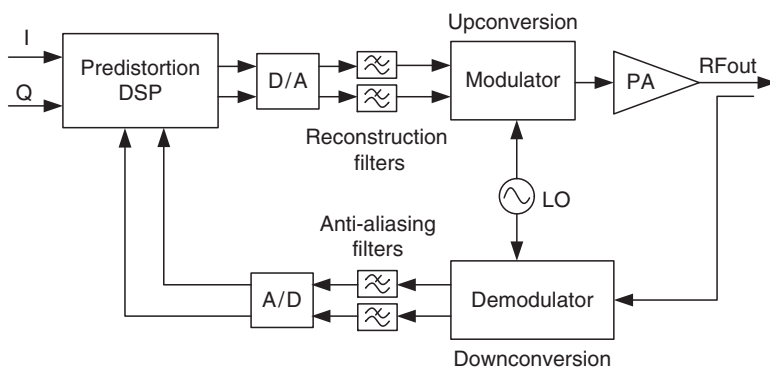 Upconversion
I
Q
Predistortion
DSP
D/A
Modulator
PA
RFout
Reconstruction
filters
LO
Anti-aliasing
filters
A/D
Demodulator
Downconversion